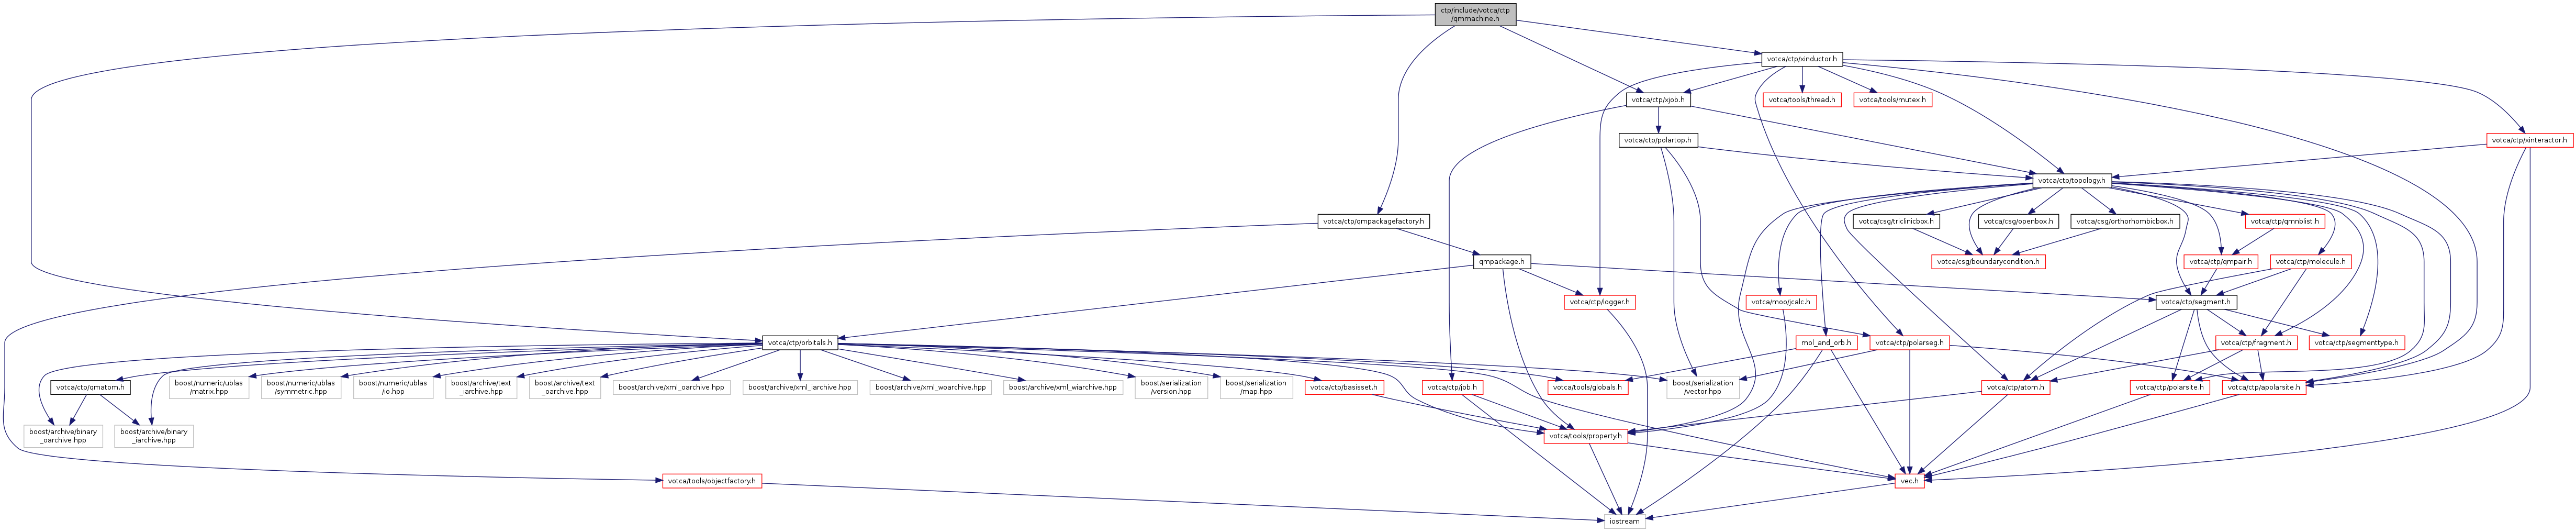 ctp/include/votca/ctp
/qmmachine.h
votca/ctp/xinductor.h
votca/ctp/xjob.h
votca/tools/thread.h
votca/tools/mutex.h
votca/ctp/polartop.h
votca/ctp/xinteractor.h
votca/ctp/topology.h
votca/ctp/qmpackagefactory.h
votca/csg/triclinicbox.h
votca/csg/openbox.h
votca/csg/orthorhombicbox.h
votca/ctp/qmnblist.h
qmpackage.h
votca/csg/boundarycondition.h
votca/ctp/qmpair.h
votca/ctp/molecule.h
votca/ctp/logger.h
votca/moo/jcalc.h
votca/ctp/segment.h
votca/ctp/orbitals.h
mol_and_orb.h
votca/ctp/polarseg.h
votca/ctp/fragment.h
votca/ctp/segmenttype.h
votca/ctp/qmatom.h
boost/numeric/ublas
/matrix.hpp
boost/numeric/ublas
/symmetric.hpp
boost/numeric/ublas
/io.hpp
boost/archive/text
_iarchive.hpp
boost/archive/text
_oarchive.hpp
boost/archive/xml_oarchive.hpp
boost/archive/xml_iarchive.hpp
boost/archive/xml_woarchive.hpp
boost/archive/xml_wiarchive.hpp
boost/serialization
/version.hpp
boost/serialization
/map.hpp
votca/ctp/basisset.h
votca/ctp/job.h
votca/tools/globals.h
boost/serialization
/vector.hpp
votca/ctp/atom.h
votca/ctp/polarsite.h
votca/ctp/apolarsite.h
boost/archive/binary
_oarchive.hpp
boost/archive/binary
_iarchive.hpp
votca/tools/property.h
votca/tools/objectfactory.h
vec.h
iostream